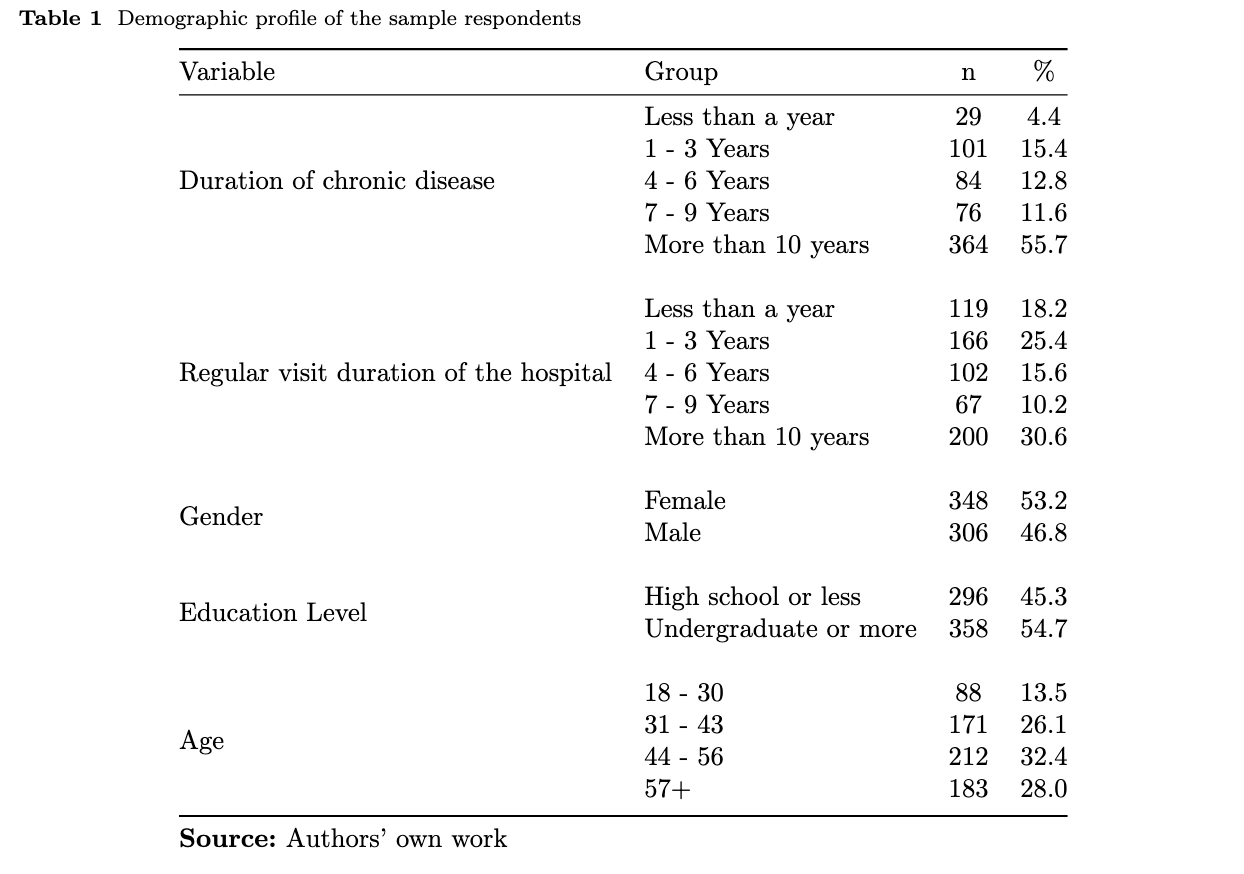 Table 1 Demographic profile of the sample respondents
Variable Group n %
Less than a year 29 4.4
1 - 3 Years 101 15.4
Duration of chronic disease 4 - 6 Years 84 12.8
7 - 9 Years 76 11.6
More than 10 years 364 55.7
Less than a year 119 18.2
1 - 3 Years 166 25.4
Regular visit duration of the hospital 4 - 6 Years 102 15.6
7 - 9 Years 67 10.2
More than 10 years 200 30.6
Gender
Female 348 53.2
Male 306 46.8
Education Level
High school or less 296 45.3
Undergraduate or more 358 54.7
Age
18 - 30 88 13.5
31 - 43 171 26.1
44 - 56 212 32.4
57+ 183 28.0
Source: Authors’ own work